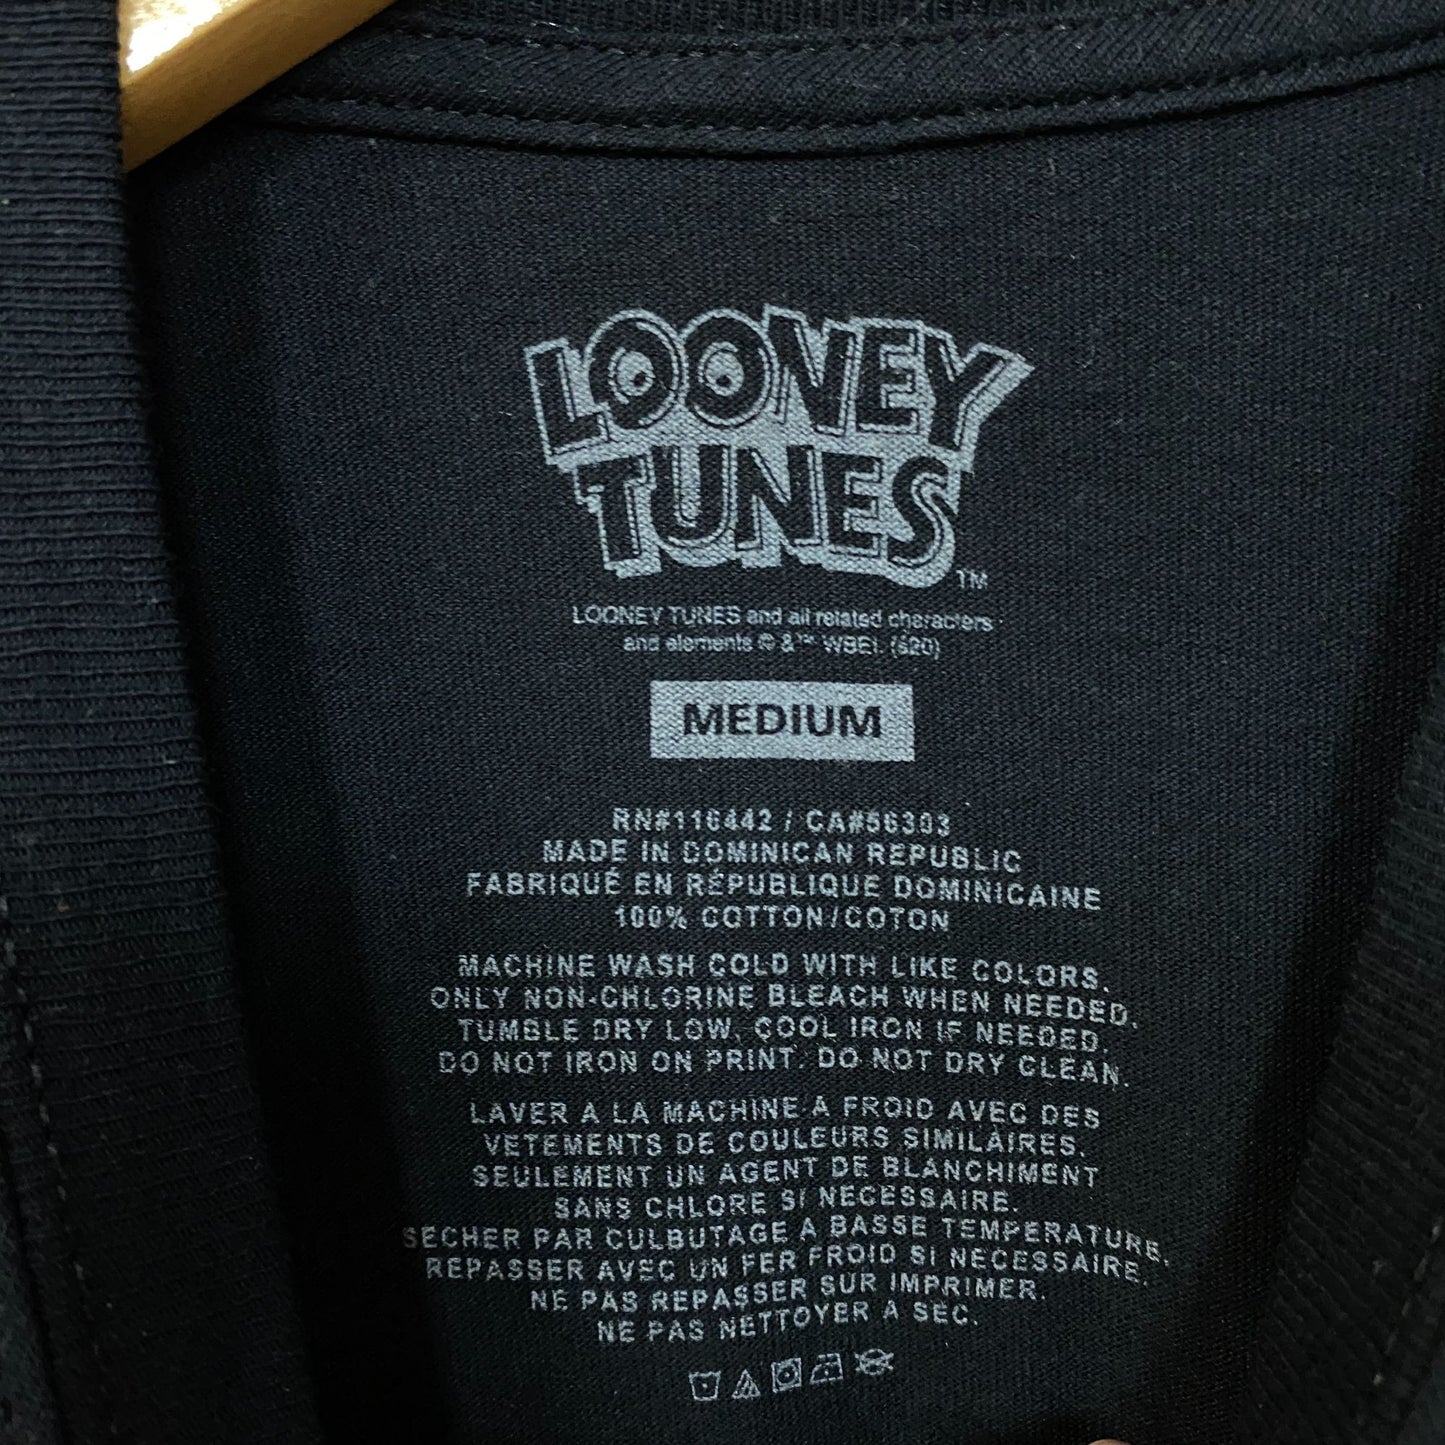 LOONEY
TUNES
TM
LOONEY TUNES and all related characters
and elements © & ™ WBEI. (s20)
MEDIUM
RN#116442 / CA#56303
MADE IN DOMINICAN REPUBLIC
FABRIQUÉ EN RÉPUBLIQUE DOMINICAINE
100% COTTON/COTON
MACHINE WASH COLD WITH LIKE COLORS.
ONLY NON-CHLORINE BLEACH WHEN NEEDED.
TUMBLE DRY LOW, COOL IRON IF NEEDED,
DO NOT IRON ON PRINT. DO NOT DRY CLEAN.
LAVER A LA MACHINE A FROID AVEC DES
VETEMENTS DE COULEURS SIMILAIRES.
SEULEMENT UN AGENT DE BLANCHIMENT
SANS CHLORE SI NECESSAIRE.
SECHER PAR CULBUTAGE A BASSE TEMPERATURE,
REPASSER AVEC UN FER FROID SI NECESSAIRE.
NE PAS REPASSER SUR IMPRIMER.
NE PAS NETTOYER A SEC.